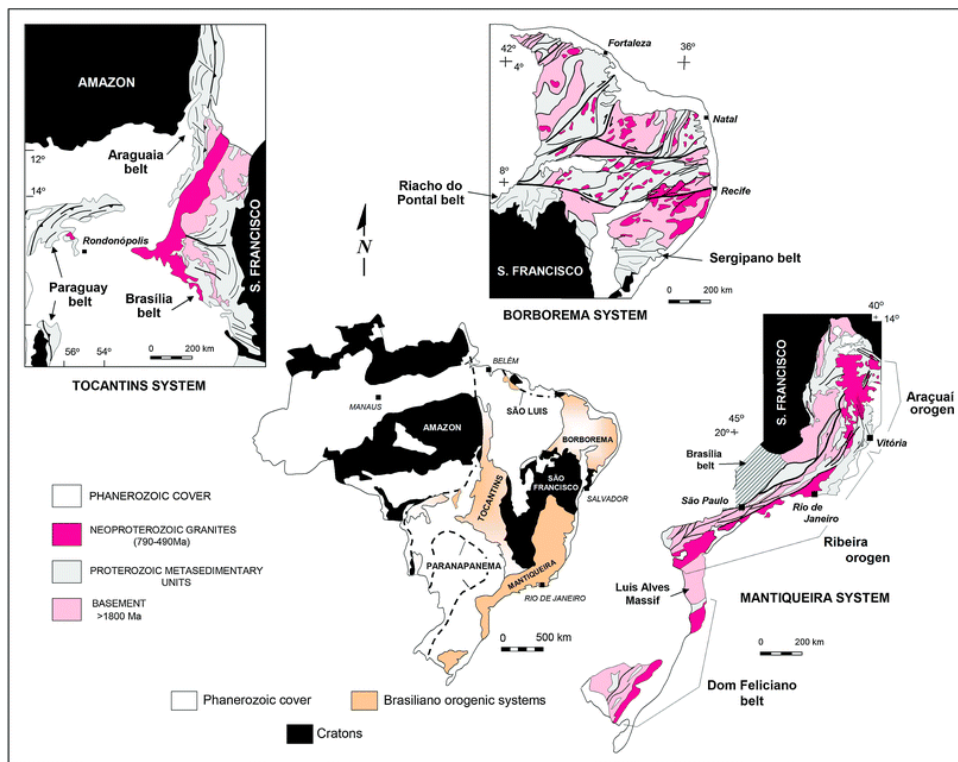 AMAZON
Araguaia
belt
12º
14º
Rondonópolis
Paraguay
belt
Brasília
belt
S. FRANCISCO
56º 54º
0 200 km
TOCANTINS SYSTEM
42º
4º
Fortaleza
36º
Natal
8º
Recife
Riacho do
Pontal belt
S. FRANCISCO
Sergipano belt
0 200 km
BORBOREMA SYSTEM
N
40º
14º
S. FRANCISCO
Araçuaí
orogen
45º
20º
Vitória
Brasília
belt
São Paulo
Rio de
Janeiro
Ribeira
orogen
Luis Alves
Massif
MANTIQUEIRA SYSTEM
0 200 km
Dom Feliciano
belt
BELÉM
MANAUS
SÃO LUIS
AMAZON
BORBOREMA
TOCANTINS
SÃO
FRANCISCO
SALVADOR
PARANAPANEMA
MANTIQUEIRA
RIO DE JANEIRO
0 500 km
PHANEROZOIC COVER
NEOPROTEROZOIC GRANITES
(790-490Ma)
PROTEROZOIC METASEDIMENTARY
UNITS
BASEMENT
>1800 Ma
Phanerozoic cover
Brasiliano orogenic systems
Cratons